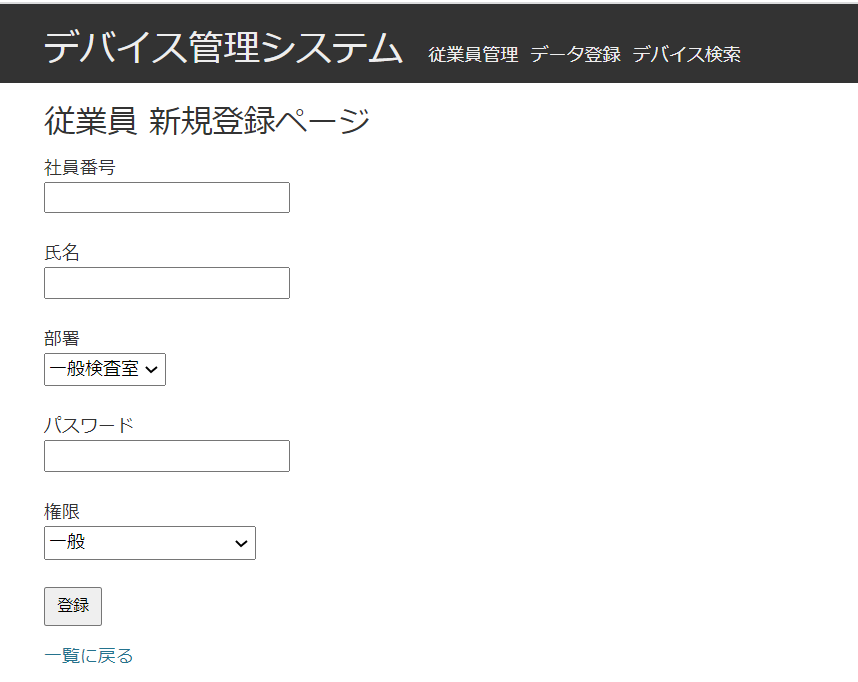 デバイス管理システム 従業員管理 データ登録 デバイス検索
従業員 新規登録ページ
社員番号
氏名
部署
一般検査室
パスワード
権限
一般
登録
一覧に戻る